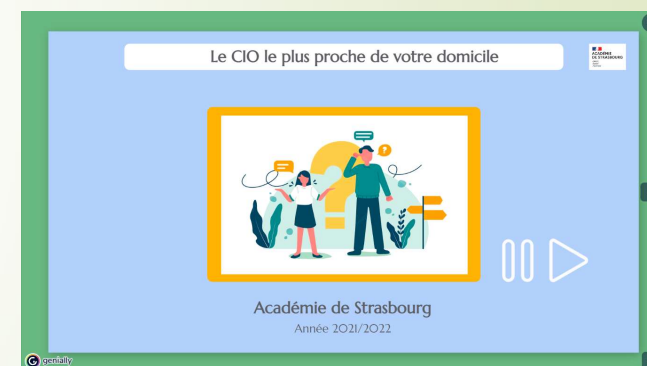 Le CIO le plus proche de votre domicile
ACADÉMIE
DE STRASBOURG
Académie de Strasbourg
Année 2021/2022
genially